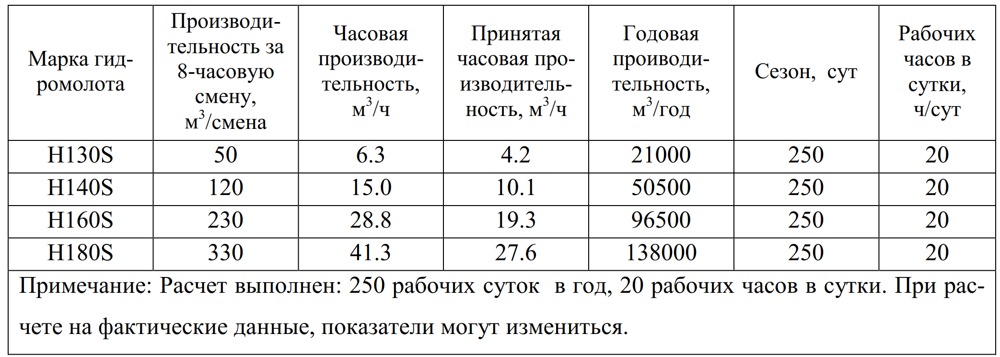 Марка гид-
ромолота
Производи-
тельность за
8-часовую
смену,
м³/смена
Часовая
производи-
тельность,
м³/ч
Принятая
часовая про-
изводитель-
ность, м³/ч
Годовая
проиводи-
тельность,
м³/год
Сезон, сут
Рабочих
часов в
сутки,
ч/сут
H130S 50 6.3 4.2 21000 250 20
H140S 120 15.0 10.1 50500 250 20
H160S 230 28.8 19.3 96500 250 20
H180S 330 41.3 27.6 138000 250 20
Примечание: Расчет выполнен: 250 рабочих суток в год, 20 рабочих часов в сутки. При рас-
чете на фактические данные, показатели могут измениться.